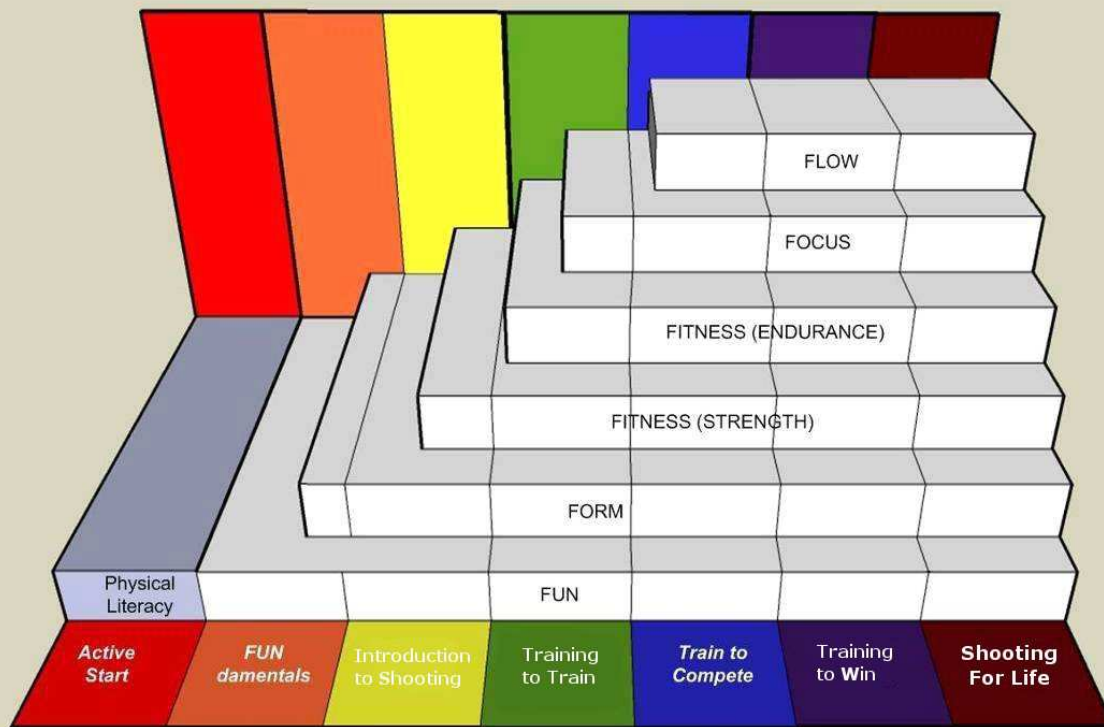 FLOW
FOCUS
FITNESS (ENDURANCE)
FITNESS (STRENGTH)
FORM
Physical
Literacy
FUN
Active
Start
FUN
damentals
Introduction
to Shooting
Training
to Train
Train to
Compete
Training
to Win
Shooting
For Life